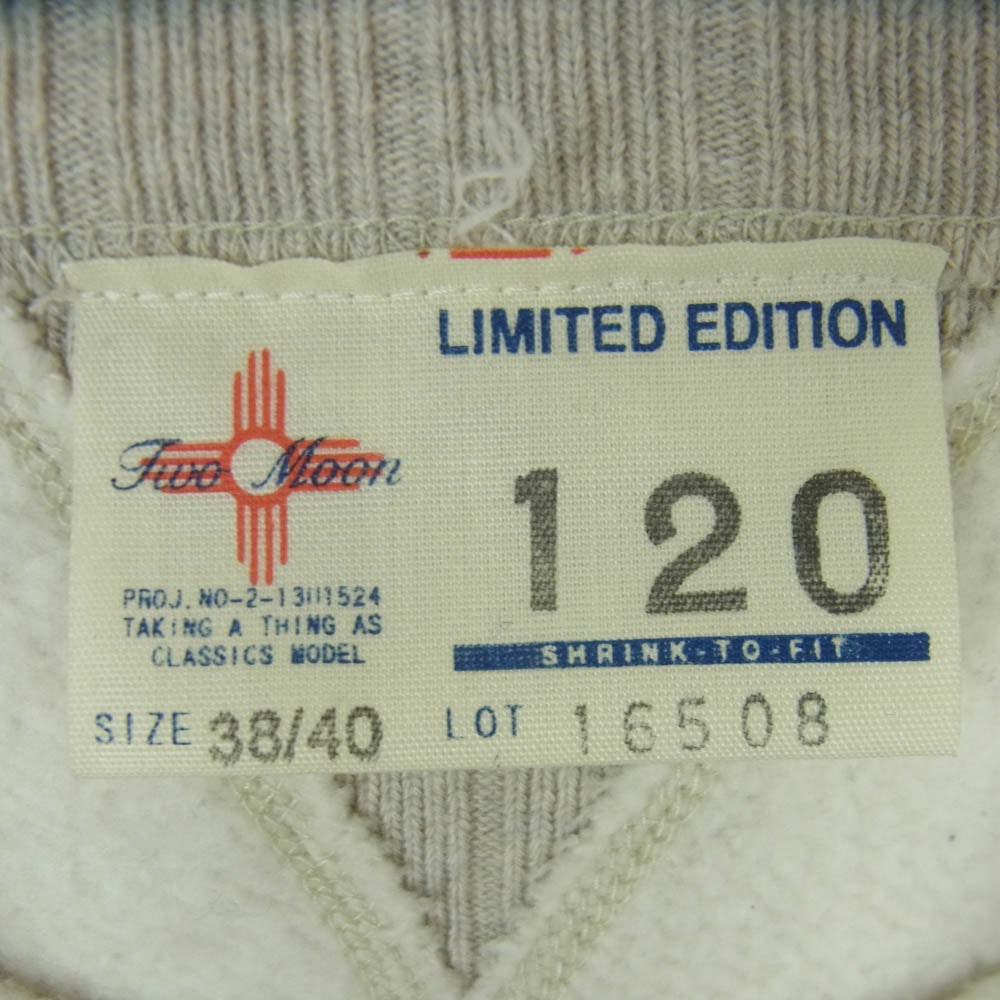 LIMITED EDITION
Two Moon
120
PROJ. NO-2-1311524
TAKING A THING AS
CLASSICS MODEL
SHRINK-TO-FIT
SIZE 38/40
LOT 16508